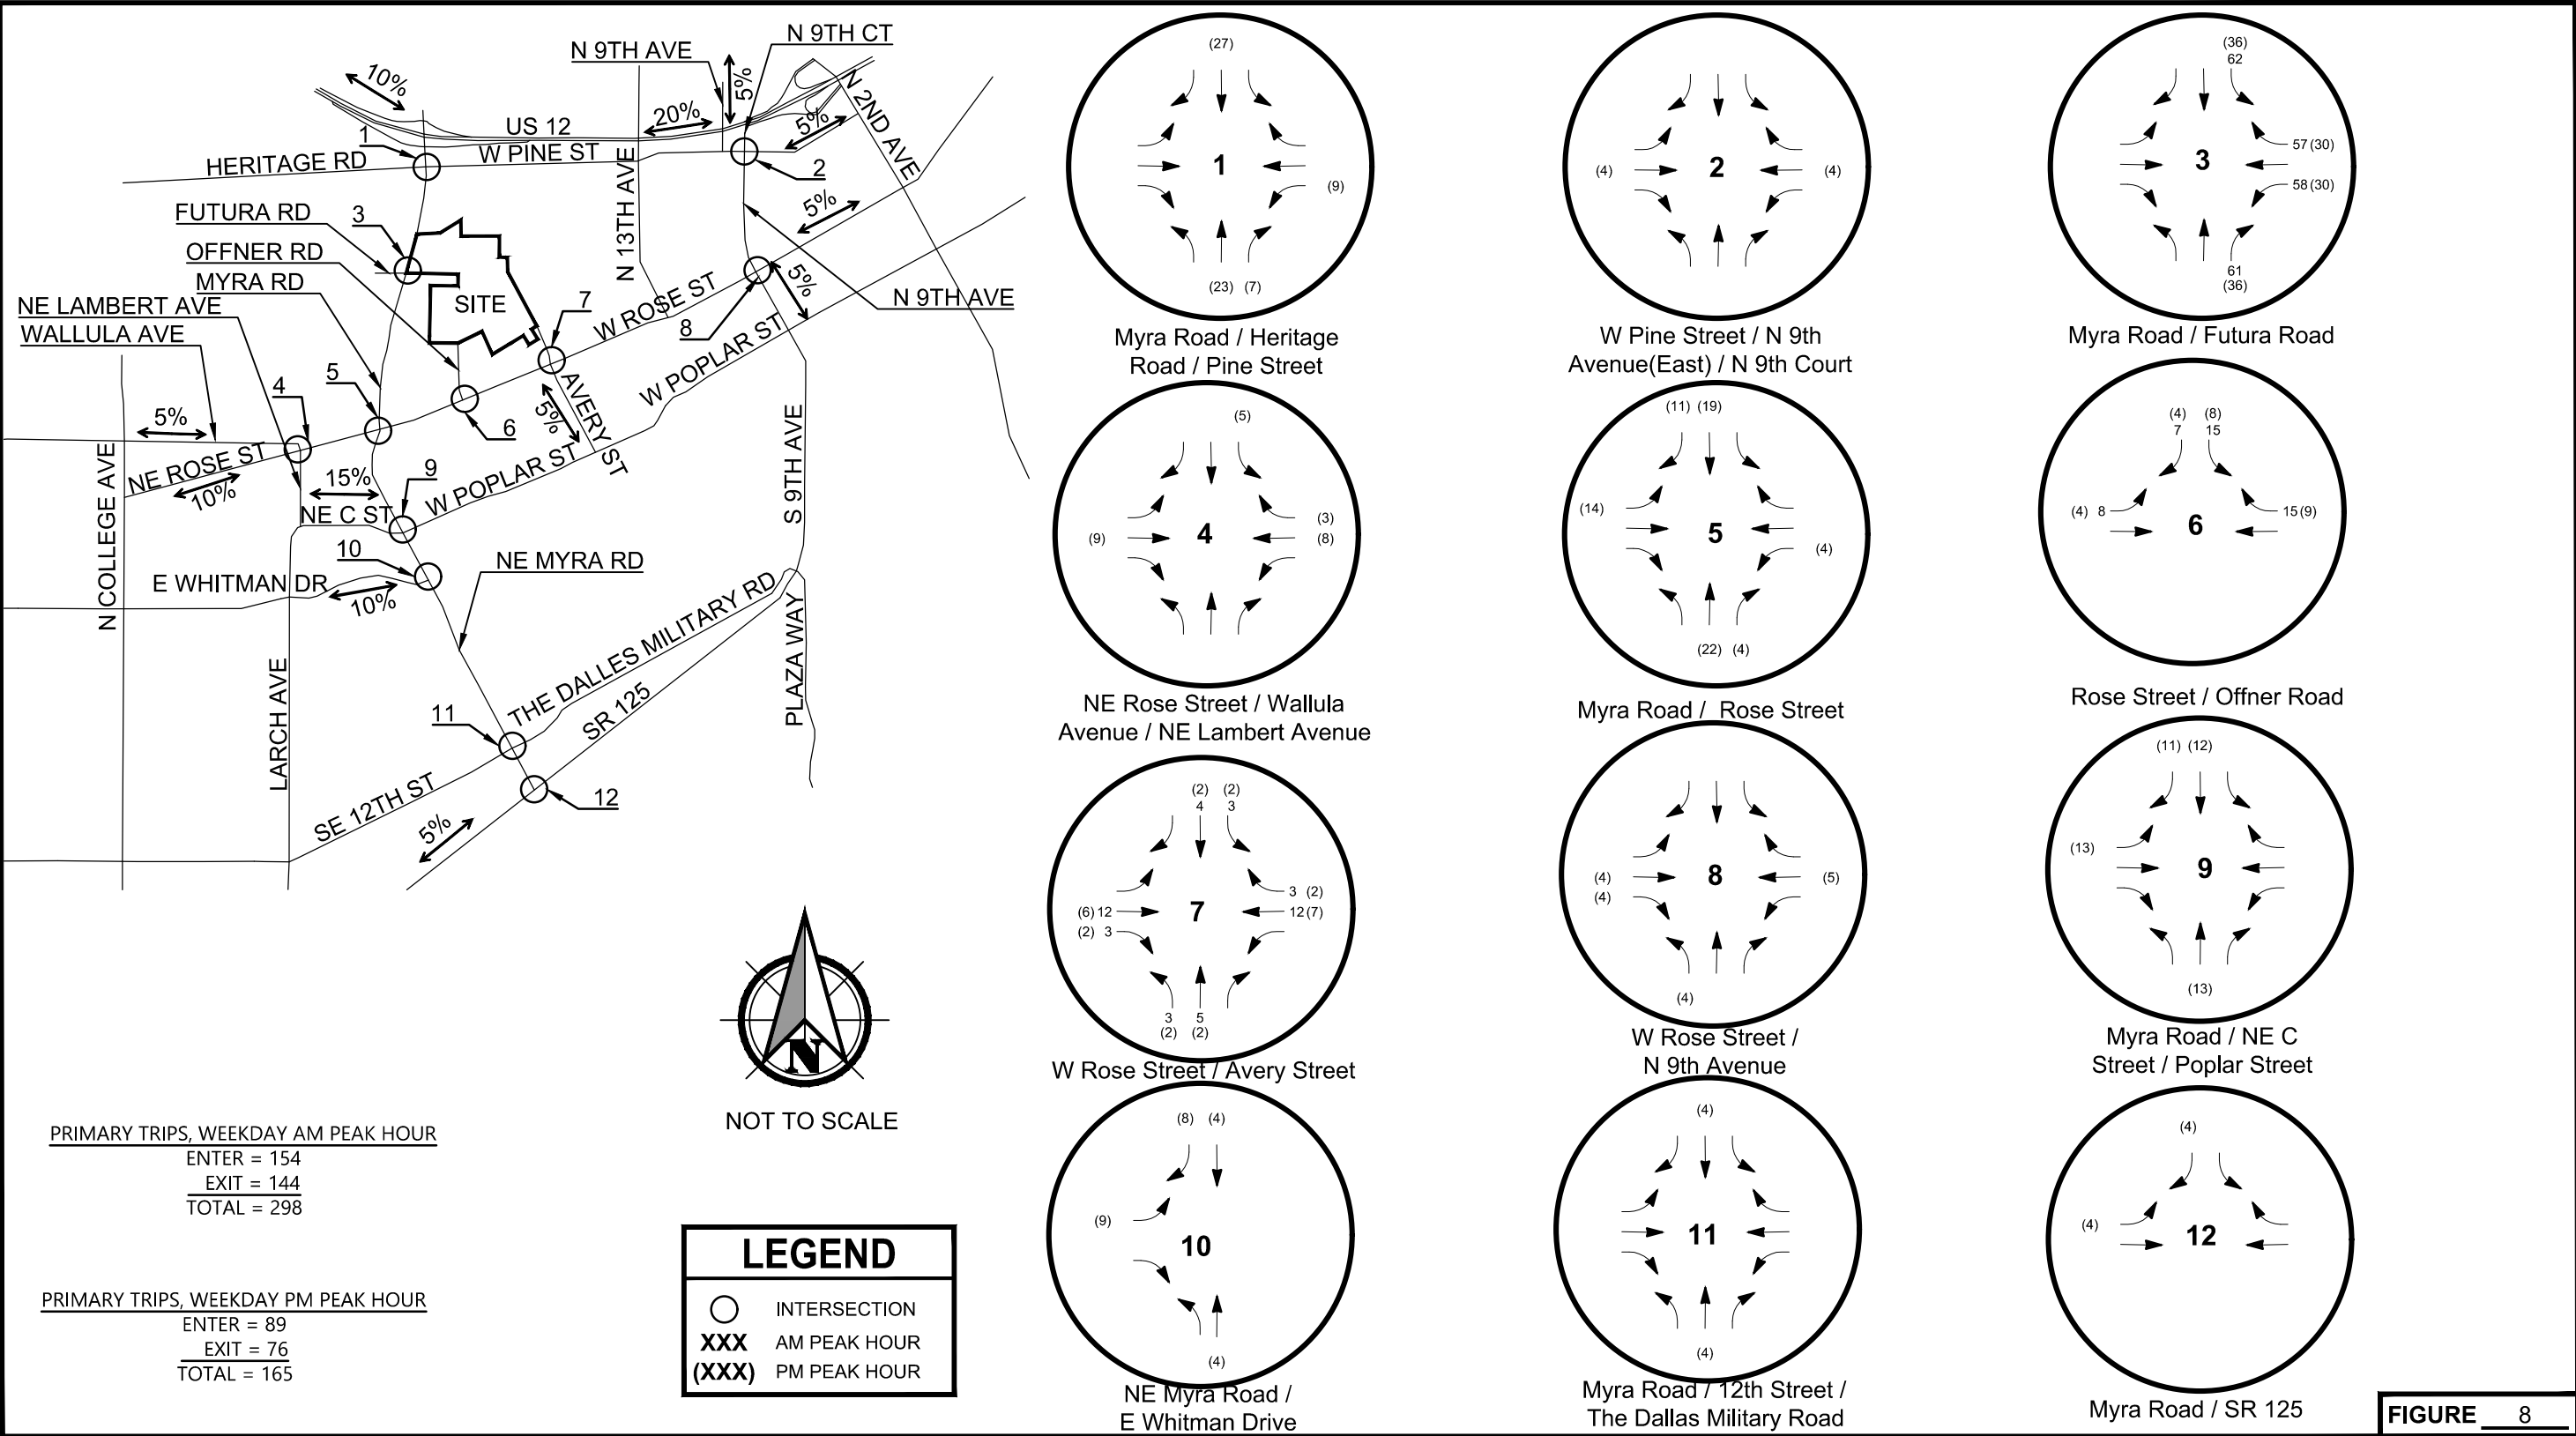 N 9TH CT
N 9TH AVE
10%
5%
20%
5%
N 2ND AVE
US 12
1
W PINE ST
HERITAGE RD
2
N 13TH AVE
5%
FUTURA RD
3
OFFNER RD
MYRA RD
SITE
5%
NE LAMBERT AVE
WALLULA AVE
7
W ROSE ST
8
N 9TH AVE
W POPLAR ST
5
4
5%
AVERY ST
5%
6
NE ROSE ST
10%
15%
9
W POPLAR ST
N COLLEGE AVE
NE C ST
S 9TH AVE
10
NE MYRA RD
E WHITMAN DR
10%
THE DALLES MILITARY RD
PLAZA WAY
LARCH AVE
SR 125
11
SE 12TH ST
12
5%
N
NOT TO SCALE
PRIMARY TRIPS, WEEKDAY AM PEAK HOUR
ENTER = 154
EXIT = 144
TOTAL = 298
PRIMARY TRIPS, WEEKDAY PM PEAK HOUR
ENTER = 89
EXIT = 76
TOTAL = 165
LEGEND
INTERSECTION
XXX AM PEAK HOUR
(XXX) PM PEAK HOUR
(27)
1
(9)
(23) (7)
Myra Road / Heritage
Road / Pine Street
(4) 2 (4)
W Pine Street / N 9th
Avenue(East) / N 9th Court
(36)
62
57 (30)
3
58 (30)
61
(36)
Myra Road / Futura Road
(5)
(3)
(9) 4 (8)
NE Rose Street / Wallula
Avenue / NE Lambert Avenue
(11) (19)
(14)
5
(4)
(22) (4)
Myra Road / Rose Street
(4) (8)
7 15
(4) 8 15 (9)
6
Rose Street / Offner Road
(2) (2)
4 3
3 (2)
(6) 12 7 12 (7)
(2) 3
3 5
(2) (2)
W Rose Street / Avery Street
(4) 8 (5)
(4)
(4)
W Rose Street /
N 9th Avenue
(11) (12)
(13)
9
(13)
Myra Road / NE C
Street / Poplar Street
(8) (4)
(9)
10
(4)
NE Myra Road /
E Whitman Drive
(4)
11
(4)
Myra Road / 12th Street /
The Dallas Military Road
(4)
(4)
12
Myra Road / SR 125
FIGURE 8